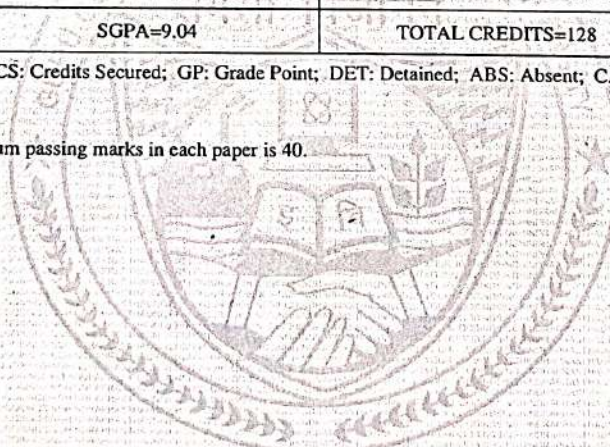 SGPA=9.04 TOTAL CREDITS=128
CS: Credits Secured; GP: Grade Point; DET: Detained; ABS: Absent; C.
um passing marks in each paper is 40.